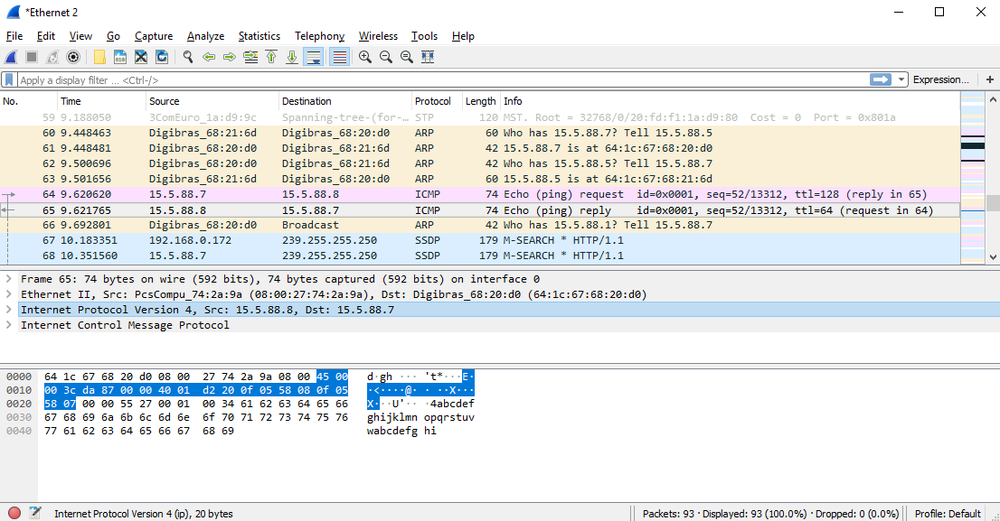 *Ethernet 2
File Edit View Go Capture Analyze Statistics Telephony Wireless Tools Help
Apply a display filter ... <Ctrl-/> Expression... +
No. Time Source Destination Protocol Length Info
59 9.188050 3ComEuro_1a:d9:9c Spanning-tree-(for-… STP 120 MST. Root = 32768/0/20:fd:f1:1a:d9:80 Cost = 0 Port = 0x801a
60 9.448463 Digibras_68:21:6d Digibras_68:20:d0 ARP 60 Who has 15.5.88.7? Tell 15.5.88.5
61 9.448481 Digibras_68:20:d0 Digibras_68:21:6d ARP 42 15.5.88.7 is at 64:1c:67:68:20:d0
62 9.500696 Digibras_68:20:d0 Digibras_68:21:6d ARP 42 Who has 15.5.88.5? Tell 15.5.88.7
63 9.501656 Digibras_68:21:6d Digibras_68:20:d0 ARP 60 15.5.88.5 is at 64:1c:67:68:21:6d
64 9.620620 15.5.88.7 15.5.88.8 ICMP 74 Echo (ping) request id=0x0001, seq=52/13312, ttl=128 (reply in 65)
65 9.621765 15.5.88.8 15.5.88.7 ICMP 74 Echo (ping) reply id=0x0001, seq=52/13312, ttl=64 (request in 64)
66 9.692801 Digibras_68:20:d0 Broadcast ARP 42 Who has 15.5.88.1? Tell 15.5.88.7
67 10.183351 192.168.0.172 239.255.255.250 SSDP 179 M-SEARCH * HTTP/1.1
68 10.351560 15.5.88.7 239.255.255.250 SSDP 179 M-SEARCH * HTTP/1.1
Frame 65: 74 bytes on wire (592 bits), 74 bytes captured (592 bits) on interface 0
Ethernet II, Src: PcsCompu_74:2a:9a (08:00:27:74:2a:9a), Dst: Digibras_68:20:d0 (64:1c:67:68:20:d0)
Internet Protocol Version 4, Src: 15.5.88.8, Dst: 15.5.88.7
Internet Control Message Protocol
0000 64 1c 67 68 20 d0 08 00 27 74 2a 9a 08 00 45 00 d·gh ··· 't*···E·
0010 00 3c da 87 00 00 40 01 d2 20 0f 05 58 08 0f 05 ·<····@· · ··X···
0020 58 07 00 00 55 27 00 01 00 34 61 62 63 64 65 66 X···U'·· ·4abcdef
0030 67 68 69 6a 6b 6c 6d 6e 6f 70 71 72 73 74 75 76 ghijklmn opqrstuv
0040 77 61 62 63 64 65 66 67 68 69 wabcdefg hi
Internet Protocol Version 4 (ip), 20 bytes Packets: 93 · Displayed: 93 (100.0%) · Dropped: 0 (0.0%) Profile: Default